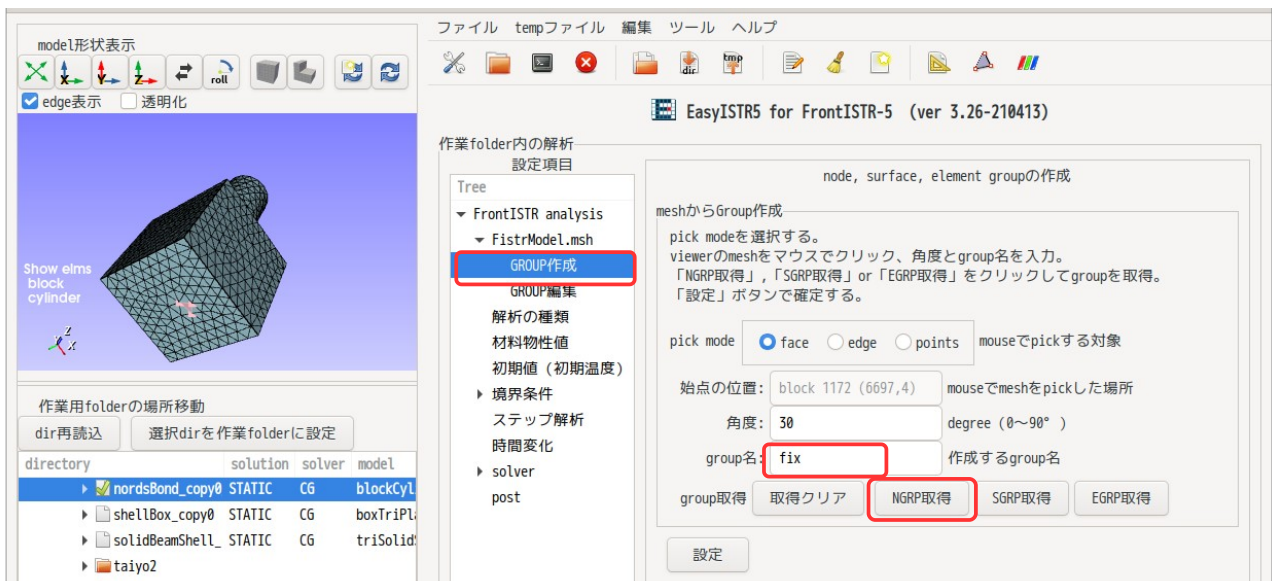 model形状表示
X Y Z roll
edge表示 透明化
Show elms
block
cylinder
Z
X
作業用folderの場所移動
dir再読込 選択dirを作業folderに設定
directory solution solver model
nordsBond_copy0 STATIC CG blockCyl
shellBox_copy0 STATIC CG boxTriPl
solidBeamShell_ STATIC CG triSolid
taiyo2
ファイル tempファイル 編集 ツール ヘルプ
dir tmp
EasyISTR5 for FrontISTR-5 (ver 3.26-210413)
作業folder内の解析
設定項目
Tree
FrontISTR analysis
FistrModel.msh
GROUP作成
GROUP編集
解析の種類
材料物性値
初期値(初期温度)
境界条件
ステップ解析
時間変化
solver
post
node, surface, element groupの作成
meshからGroup作成
pick modeを選択する。
viewerのmeshをマウスでクリック、角度とgroup名を入力。
「NGRP取得」,「SGRP取得」or「EGRP取得」をクリックしてgroupを取得。
「設定」ボタンで確定する。
pick mode face edge points mouseでpickする対象
始点の位置: block 1172 (6697,4) mouseでmeshをpickした場所
角度: 30 degree (0～90° )
group名: fix 作成するgroup名
group取得 取得クリア NGRP取得 SGRP取得 EGRP取得
設定